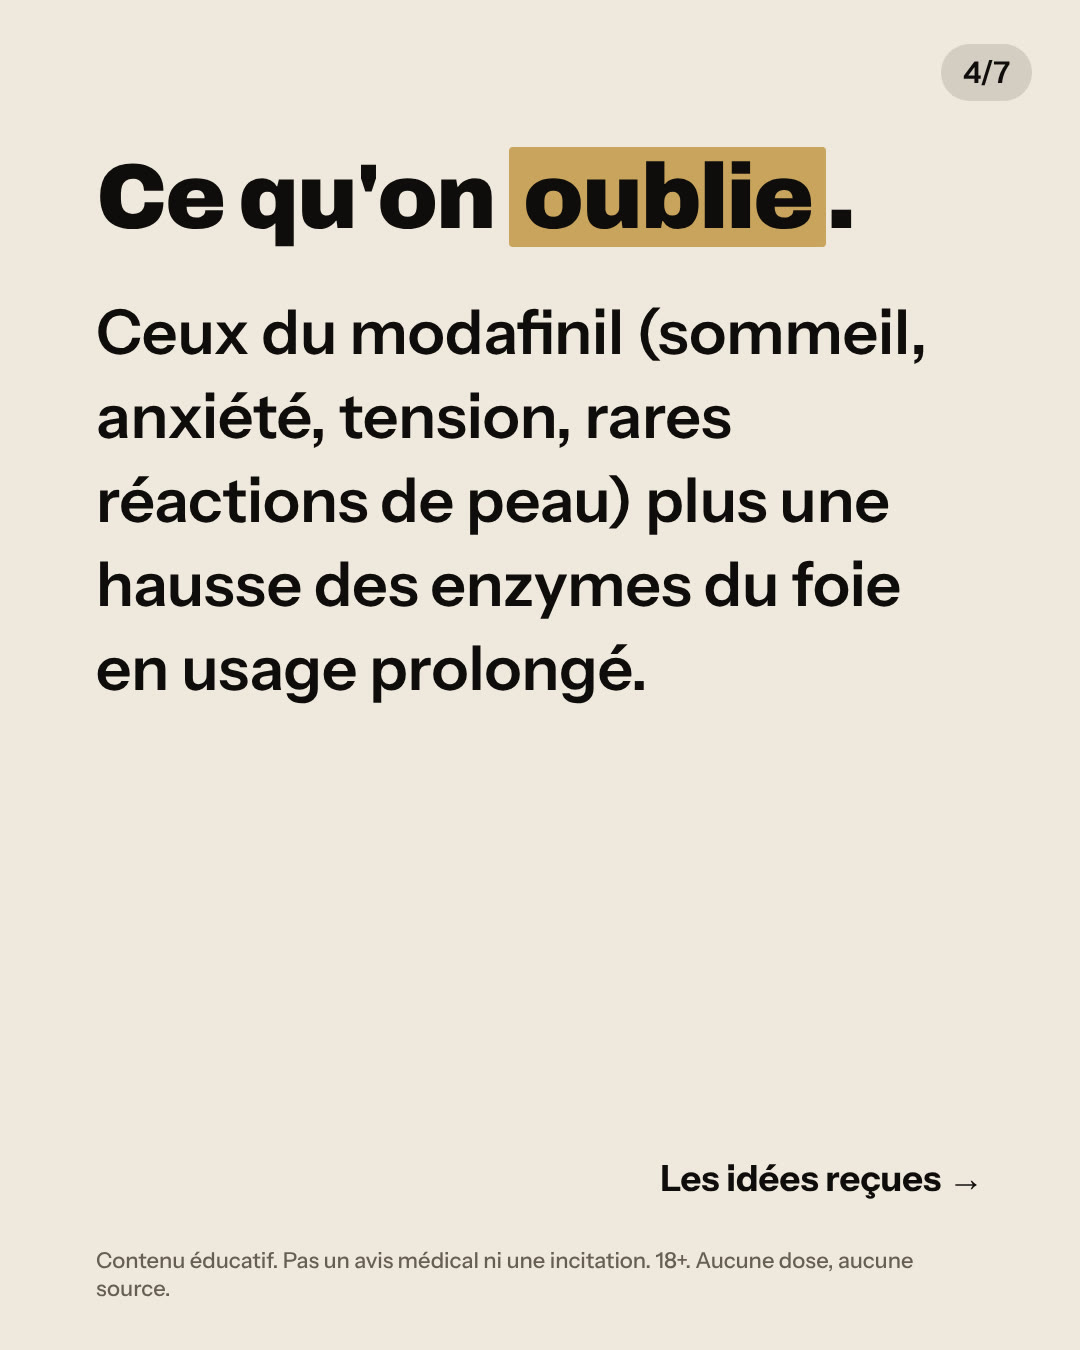 4/7
Ce qu'on oublie.
Ceux du modafinil (sommeil,
anxiété, tension, rares
réactions de peau) plus une
hausse des enzymes du foie
en usage prolongé.
Les idées reçues →
Contenu éducatif. Pas un avis médical ni une incitation. 18+. Aucune dose, aucune
source.